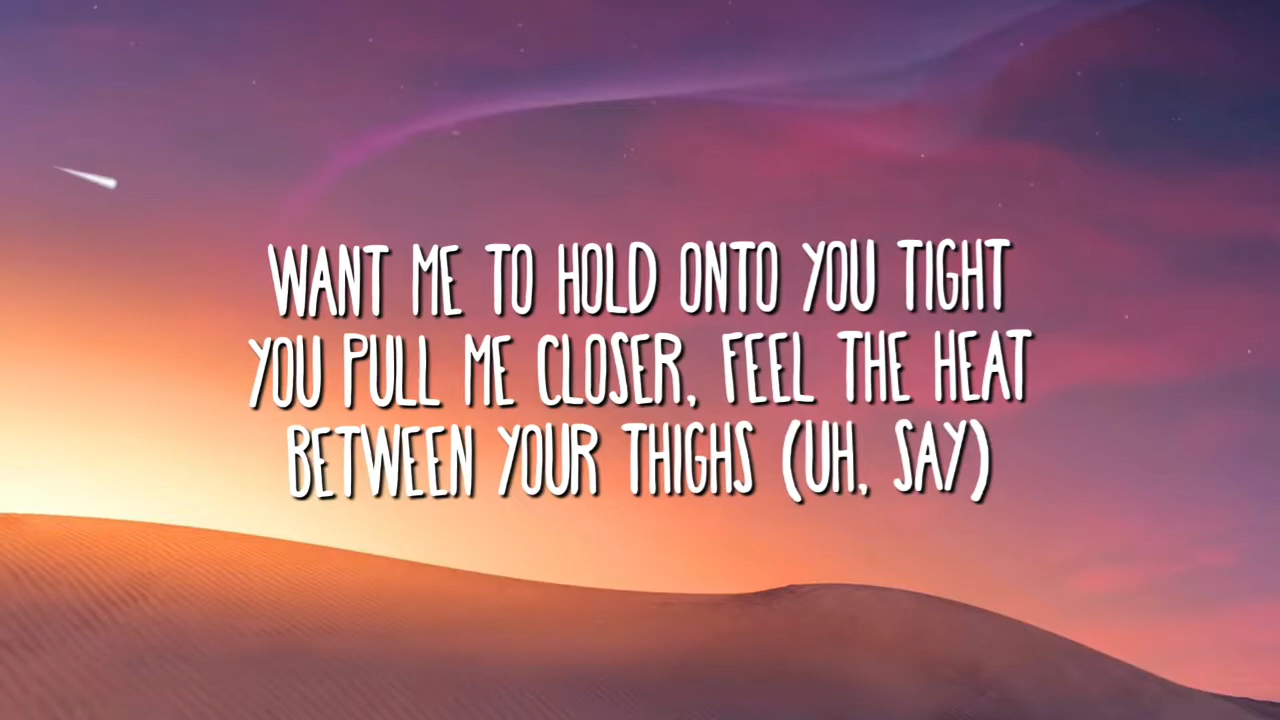 WANT ME TO HOLD ONTO YOU TIGHT
YOU PULL ME CLOSER, FEEL THE HEAT
BETWEEN YOUR THIGHS (UH, SAY)